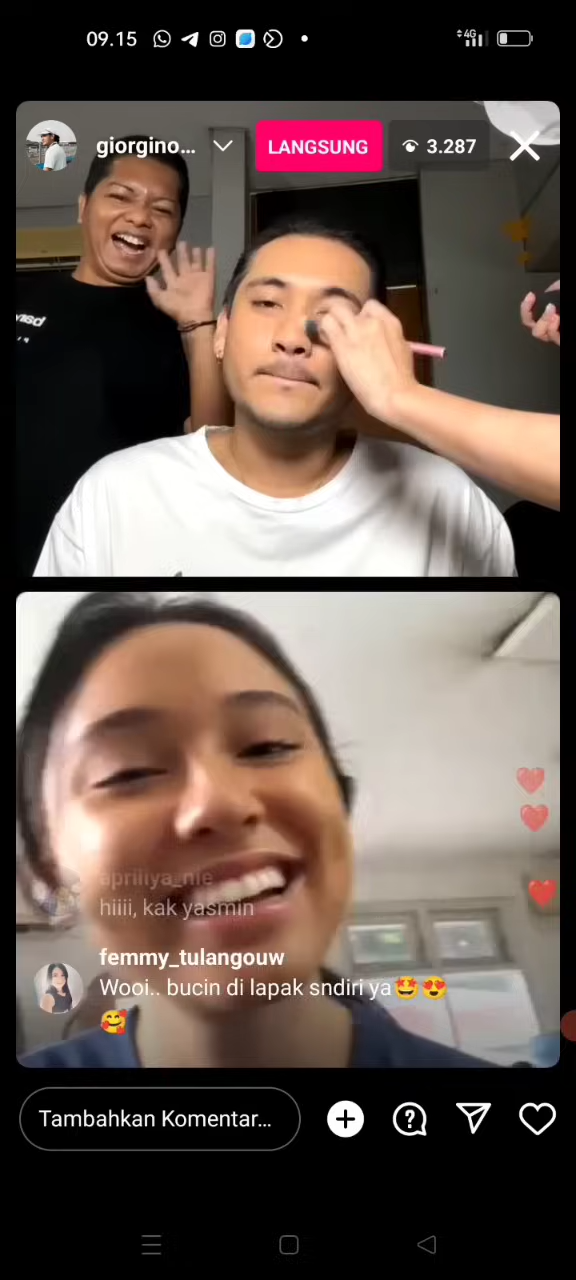 09.15
4G
giorgino...
LANGSUNG
3.287
apriliya_nie
hiiii, kak yasmin
femmy_tulangouw
Wooi.. bucin di lapak sndiri ya🤩😍
🥰
Tambahkan Komentar...